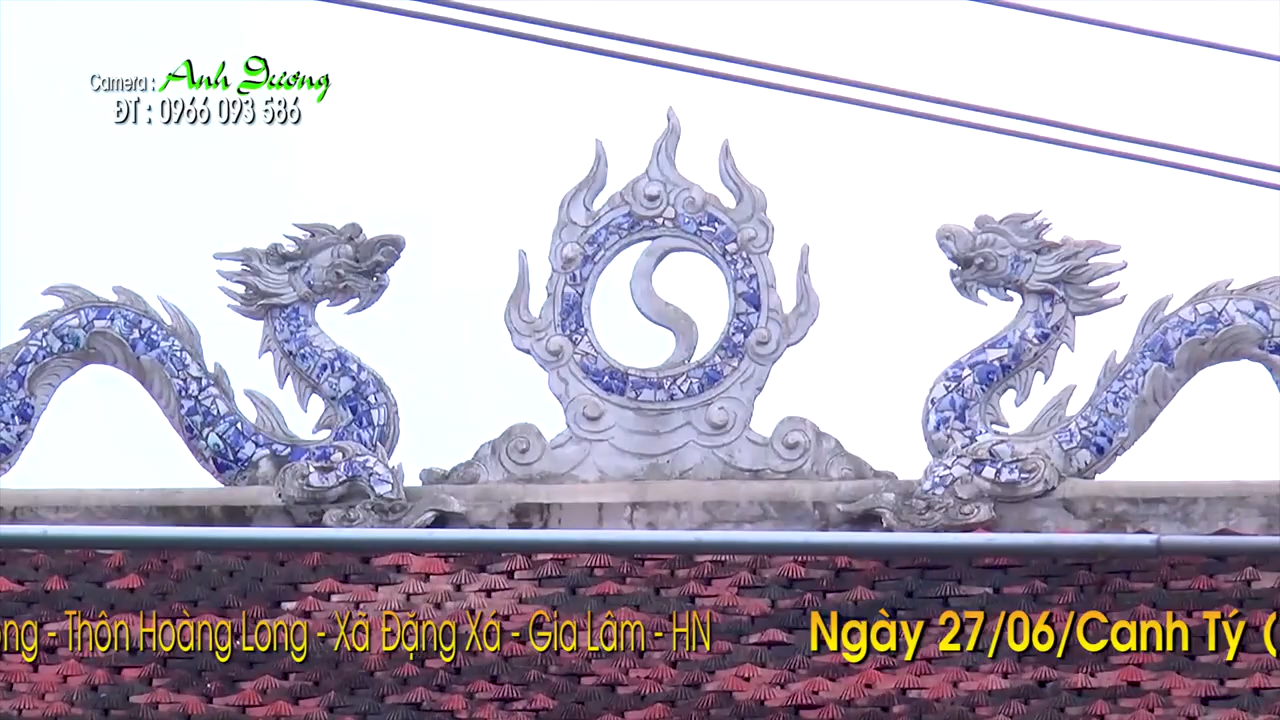 Camera : Anh Dương
ĐT : 0966 093 586
- Thôn Hoàng Long - Xã Đặng Xá - Gia Lâm - HN Ngày 27/06/Canh Tý (